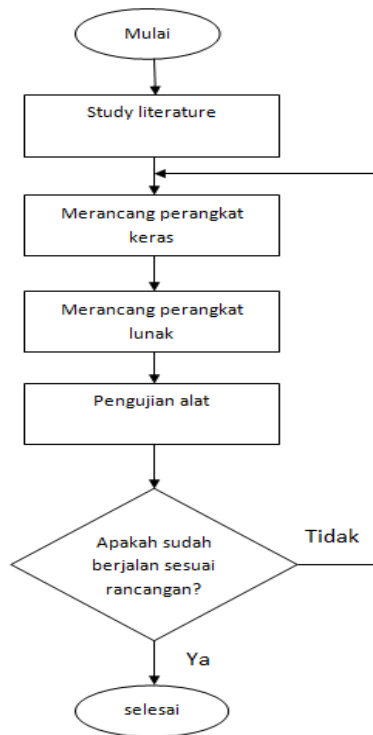 Mulai
Study literature
Merancang perangkat
keras
Merancang perangkat
lunak
Pengujian alat
Apakah sudah
berjalan sesuai
rancangan?
Tidak
Ya
selesai